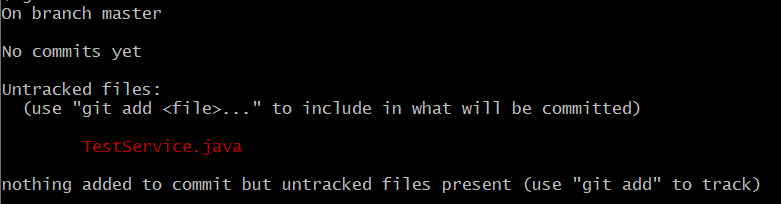 On branch master
No commits yet
Untracked files:
(use "git add <file>..." to include in what will be committed)
TestService.java
nothing added to commit but untracked files present (use "git add" to track)